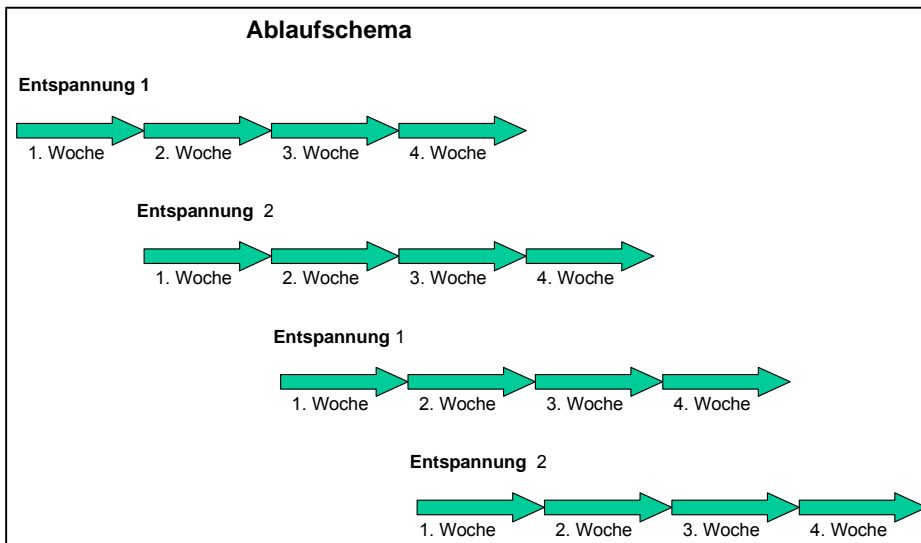 Ablaufschema
Entspannung 1
1. Woche 2. Woche 3. Woche 4. Woche
Entspannung 2
1. Woche 2. Woche 3. Woche 4. Woche
Entspannung 1
1. Woche 2. Woche 3. Woche 4. Woche
Entspannung 2
1. Woche 2. Woche 3. Woche 4. Woche